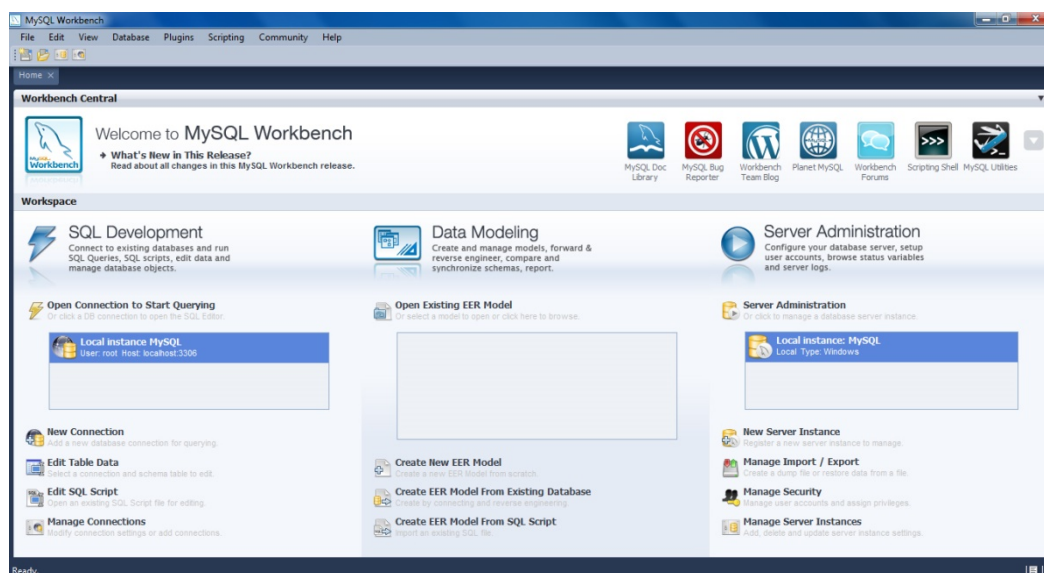 MySQL Workbench
File Edit View Database Plugins Scripting Community Help
Home
Workbench Central
Welcome to MySQL Workbench
What's New in This Release?
Read about all changes in this MySQL Workbench release.
MySQL Workbench
MySQL Doc Library
MySQL Bug Reporter
Workbench Team Blog
Planet MySQL
Workbench Forums
Scripting Shell
MySQL Utilities
Workspace
SQL Development
Connect to existing databases and run
SQL Queries, SQL scripts, edit data and
manage database objects.
Open Connection to Start Querying
Or click a DB connection to open the SQL Editor.
Local instance MySQL
User: root Host: localhost:3306
New Connection
Add a new database connection for querying.
Edit Table Data
Select a connection and schema table to edit.
Edit SQL Script
Open an existing SQL Script file for editing.
Manage Connections
Modify connection settings or add connections.
Data Modeling
Create and manage models, forward &
reverse engineer, compare and
synchronize schemas, report.
Open Existing EER Model
Or select a model to open or click here to browse.
Create New EER Model
Create a new EER Model from scratch.
Create EER Model From Existing Database
Create by connecting and reverse engineering.
Create EER Model From SQL Script
Import an existing SQL file.
Server Administration
Configure your database server, setup
user accounts, browse status variables
and server logs.
Server Administration
Or click to manage a database server instance.
Local instance: MySQL
Local Type: Windows
New Server Instance
Register a new server instance to manage.
Manage Import / Export
Create a dump file or restore data from a file.
Manage Security
Manage user accounts and assign privileges.
Manage Server Instances
Add, delete and update server instance settings.
Ready.